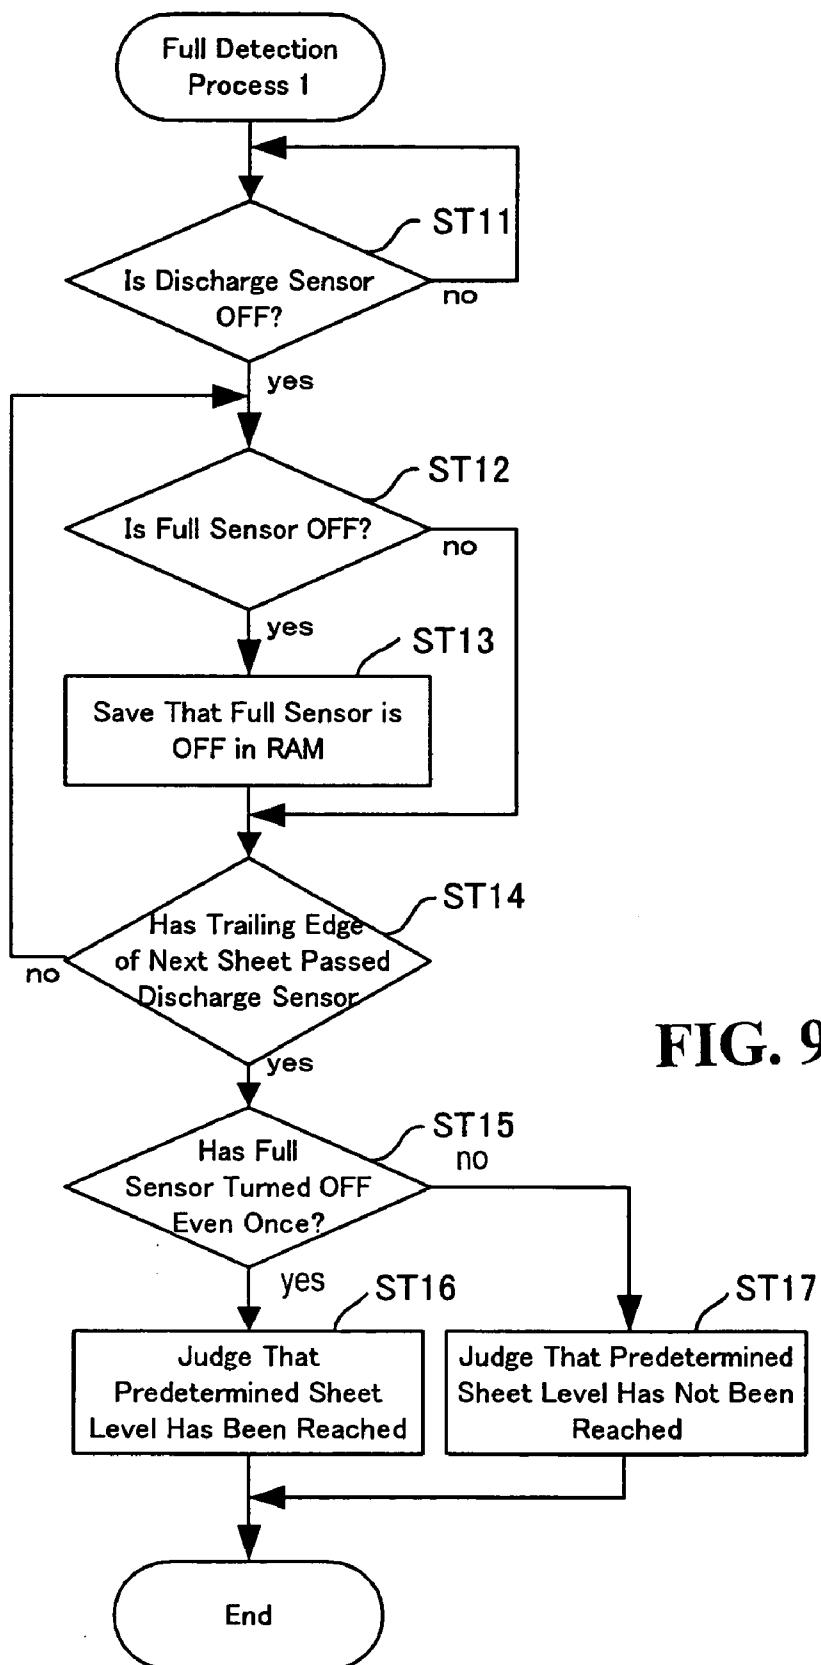 Full Detection
Process 1
ST11
Is Discharge Sensor
OFF?
no
yes
ST12
Is Full Sensor OFF?
no
yes
ST13
Save That Full Sensor is
OFF in RAM
ST14
Has Trailing Edge
of Next Sheet Passed
Discharge Sensor
no
yes
FIG. 9
ST15
Has Full
Sensor Turned OFF
Even Once?
no
yes
ST16
ST17
Judge That
Predetermined Sheet
Level Has Been Reached
Judge That Predetermined
Sheet Level Has Not Been
Reached
End